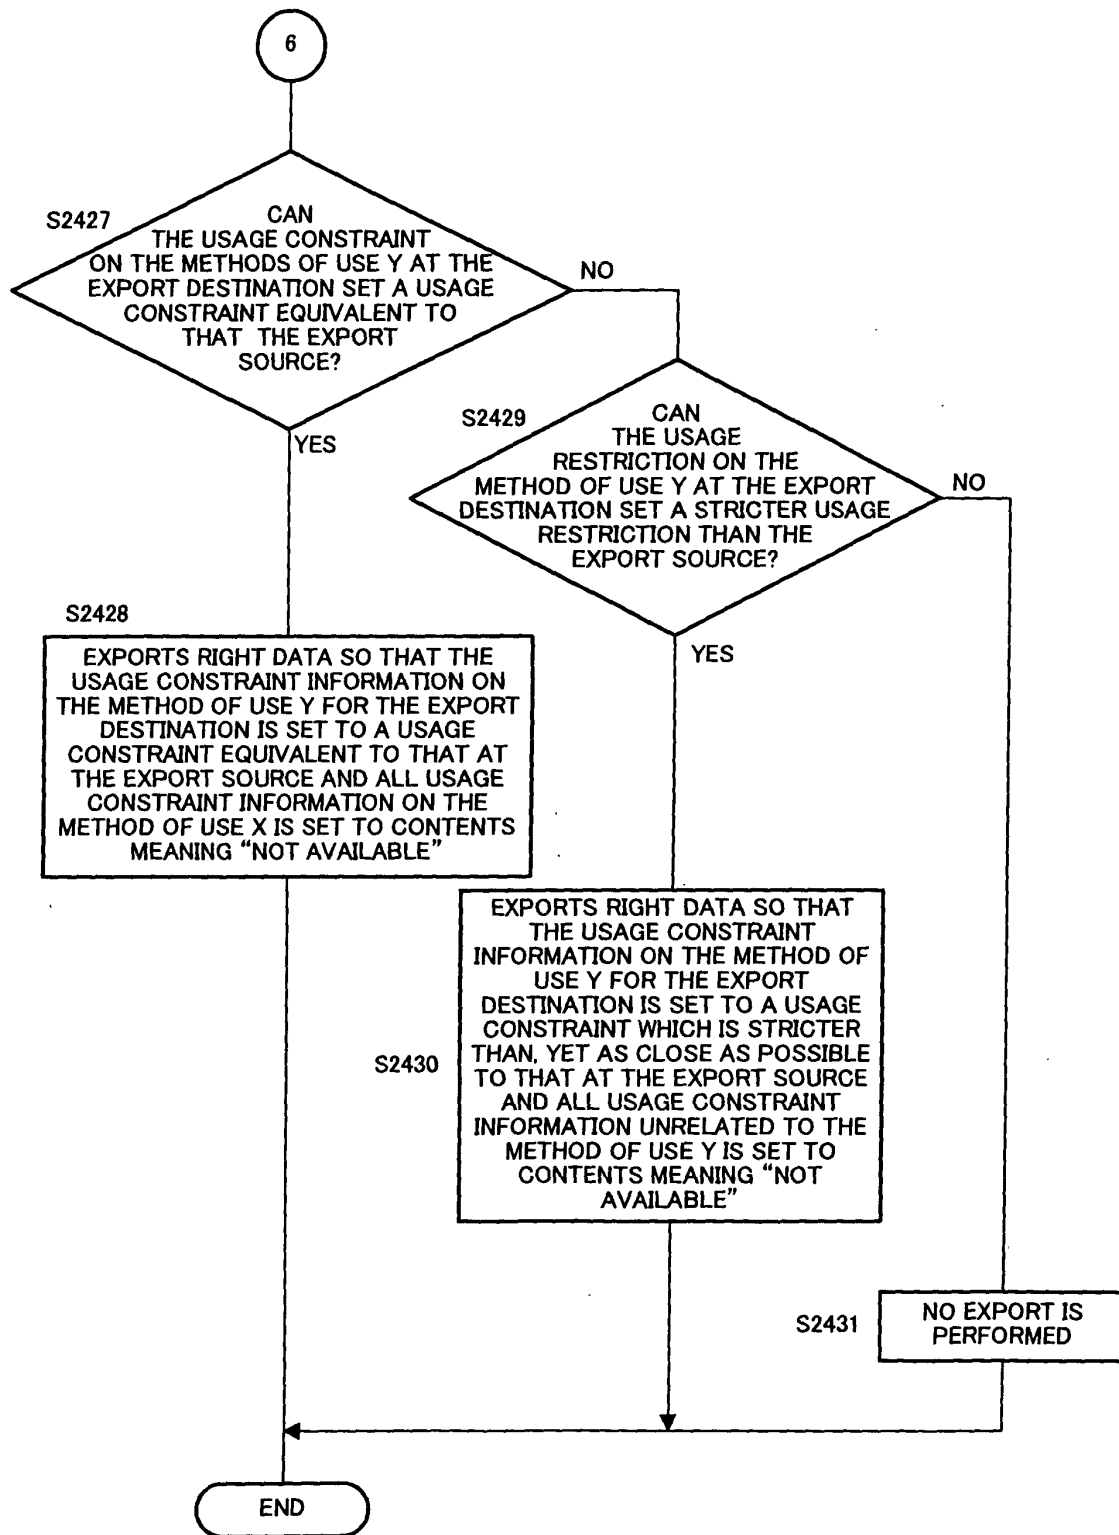 6
S2427
CAN
THE USAGE CONSTRAINT
ON THE METHODS OF USE Y AT THE
EXPORT DESTINATION SET A USAGE
CONSTRAINT EQUIVALENT TO
THAT THE EXPORT
SOURCE?
NO
YES
S2429
CAN
THE USAGE
RESTRICTION ON THE
METHOD OF USE Y AT THE EXPORT
DESTINATION SET A STRICTER USAGE
RESTRICTION THAN THE
EXPORT SOURCE?
NO
YES
S2428
EXPORTS RIGHT DATA SO THAT THE
USAGE CONSTRAINT INFORMATION ON
THE METHOD OF USE Y FOR THE EXPORT
DESTINATION IS SET TO A USAGE
CONSTRAINT EQUIVALENT TO THAT AT
THE EXPORT SOURCE AND ALL USAGE
CONSTRAINT INFORMATION ON THE
METHOD OF USE X IS SET TO CONTENTS
MEANING “NOT AVAILABLE”
S2430
EXPORTS RIGHT DATA SO THAT
THE USAGE CONSTRAINT
INFORMATION ON THE METHOD OF
USE Y FOR THE EXPORT
DESTINATION IS SET TO A USAGE
CONSTRAINT WHICH IS STRICTER
THAN, YET AS CLOSE AS POSSIBLE
TO THAT AT THE EXPORT SOURCE
AND ALL USAGE CONSTRAINT
INFORMATION UNRELATED TO THE
METHOD OF USE Y IS SET TO
CONTENTS MEANING “NOT
AVAILABLE”
S2431
NO EXPORT IS
PERFORMED
END